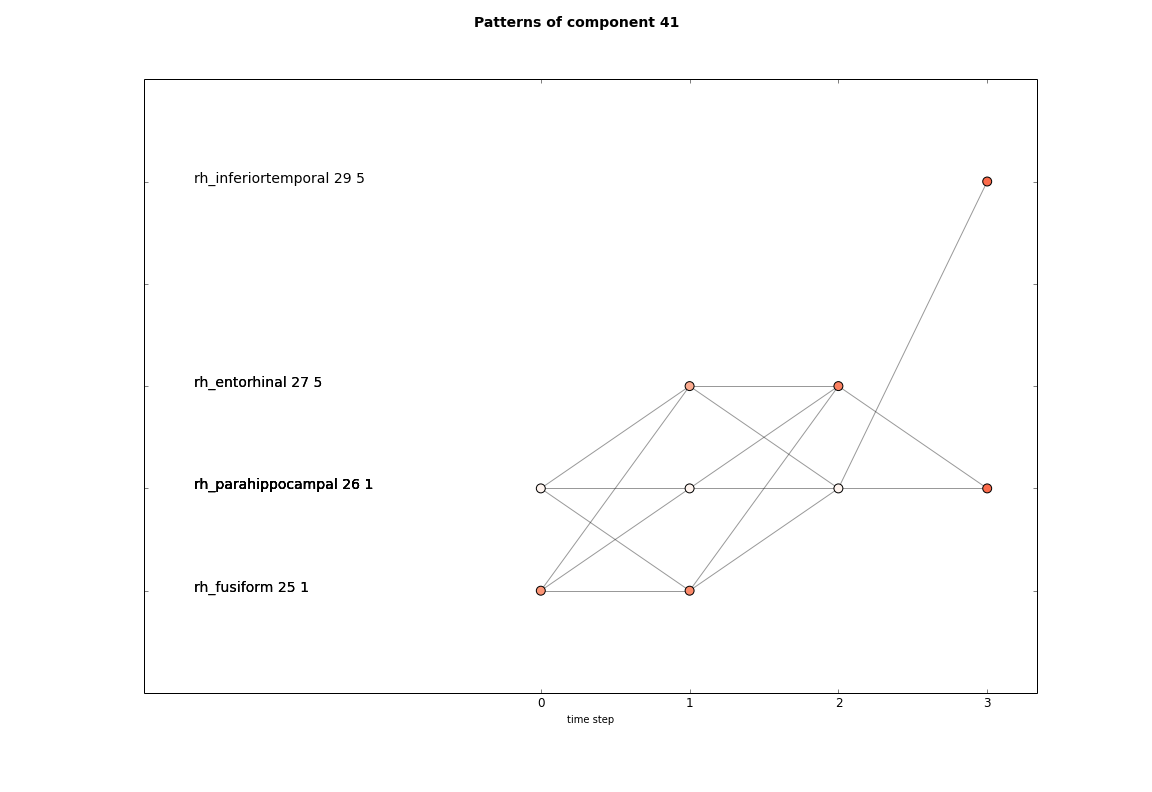 Patterns of component 41
rh_inferiortemporal 29 5
rh_entorhinal 27 5
rh_parahippocampal 26 1
rh_fusiform 25 1
0 1 2 3
time step